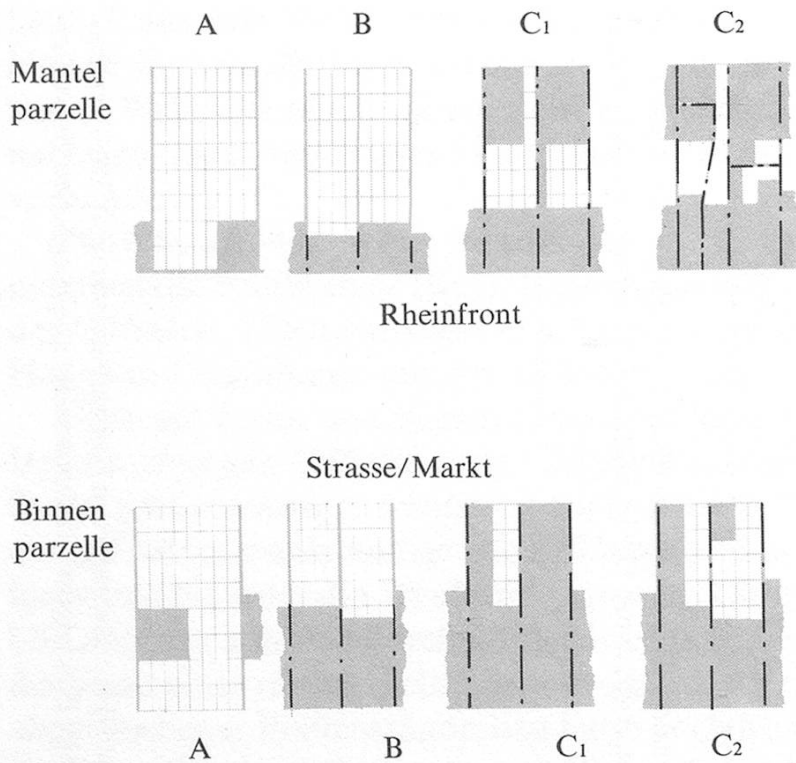 A B C1 C2
Mantel
parzelle
Rheinfront
Strasse/Markt
Binnen
parzelle
A B C1 C2